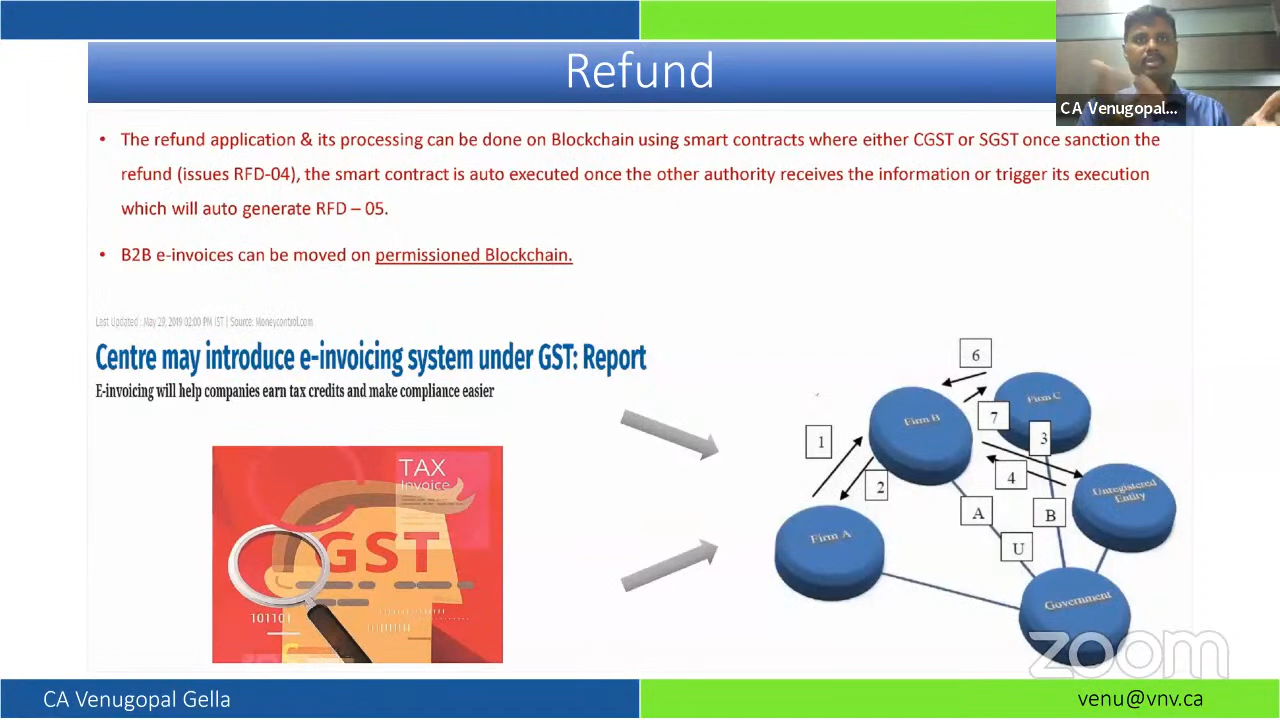 Refund
CA Venugopal...
• The refund application & its processing can be done on Blockchain using smart contracts where either CGST or SGST once sanction the
refund (issues RFD-04), the smart contract is auto executed once the other authority receives the information or trigger its execution
which will auto generate RFD – 05.
• B2B e-invoices can be moved on permissioned Blockchain.
Last Updated : May 29, 2019 02:00 PM IST | Source: Moneycontrol.com
Centre may introduce e-invoicing system under GST: Report
E-invoicing will help companies earn tax credits and make compliance easier
TAX
Invoice
GST
101101
6
Firm C
Firm B
7
1
3
4
2
Unregistered
Entity
A
B
Firm A
U
Government
zoom
CA Venugopal Gella
venu@vnv.ca